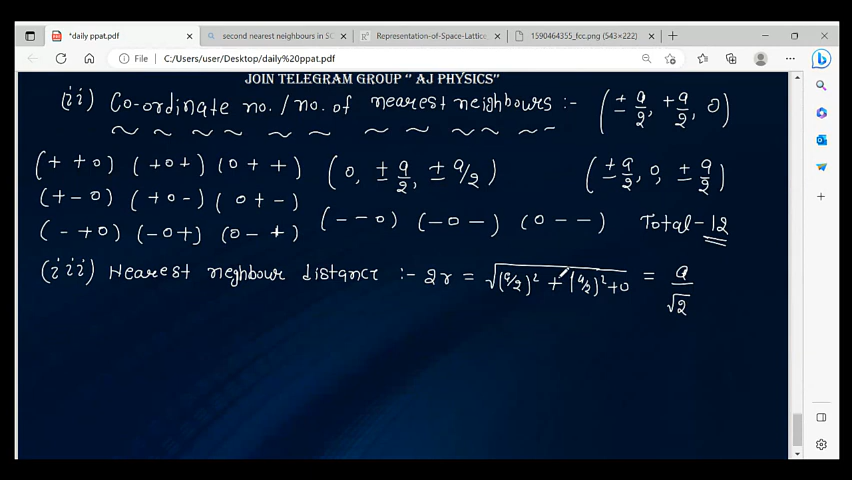 *daily ppat.pdf second nearest neighbours in SC Representation-of-Space-Lattice 1590464355_fcc.png (543×222)
File C:/Users/user/Desktop/daily%20ppat.pdf
JOIN TELEGRAM GROUP " AJ PHYSICS"
(ii) Co-ordinate no. / no. of nearest neighbours :- (± a/2, ± a/2, 0)
(+ + 0) (+ 0 +) (0 + +) (0, ± a/2, ± a/2) (± a/2, 0, ± a/2)
(+ - 0) (+ 0 -) (0 + -)
(- + 0) (- 0 +) (0 - +) (- - 0) (- 0 -) (0 - -) Total - 12
(iii) Nearest neghbour distance :- 2r = √((a/2)² + (a/2)² + 0) = a/√2